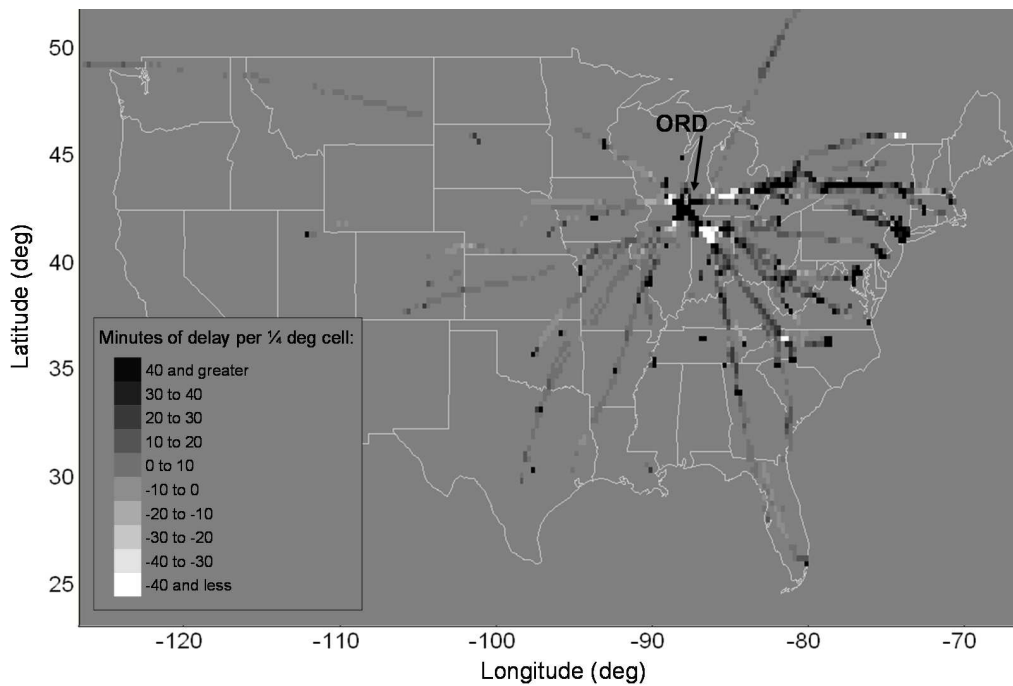 50
45
40
35
30
25
Latitude (deg)
ORD
Minutes of delay per ¼ deg cell:
40 and greater
30 to 40
20 to 30
10 to 20
0 to 10
-10 to 0
-20 to -10
-30 to -20
-40 to -30
-40 and less
-120 -110 -100 -90 -80 -70
Longitude (deg)